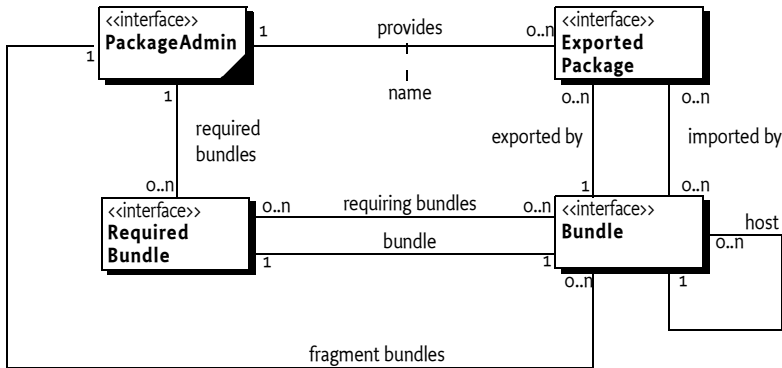 <<interface>>
PackageAdmin
1
provides
0..n
<<interface>>
Exported
Package
1
name
1
0..n
0..n
required
bundles
exported by
imported by
0..n
1
0..n
<<interface>>
Required
Bundle
0..n
requiring bundles
0..n
<<interface>>
Bundle
host
0..n
bundle
1
1
0..n
1
fragment bundles